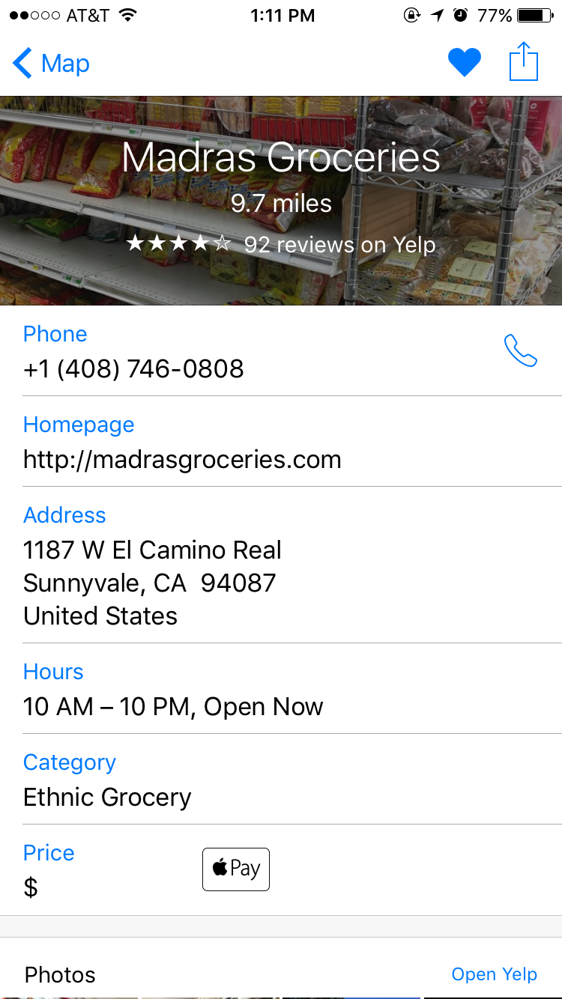 AT&T 1:11 PM 77%
Map
Madras Groceries
9.7 miles
★★★★☆ 92 reviews on Yelp
Phone
+1 (408) 746-0808
Homepage
http://madrasgroceries.com
Address
1187 W El Camino Real
Sunnyvale, CA 94087
United States
Hours
10 AM – 10 PM, Open Now
Category
Ethnic Grocery
Price
$ Pay
Photos Open Yelp